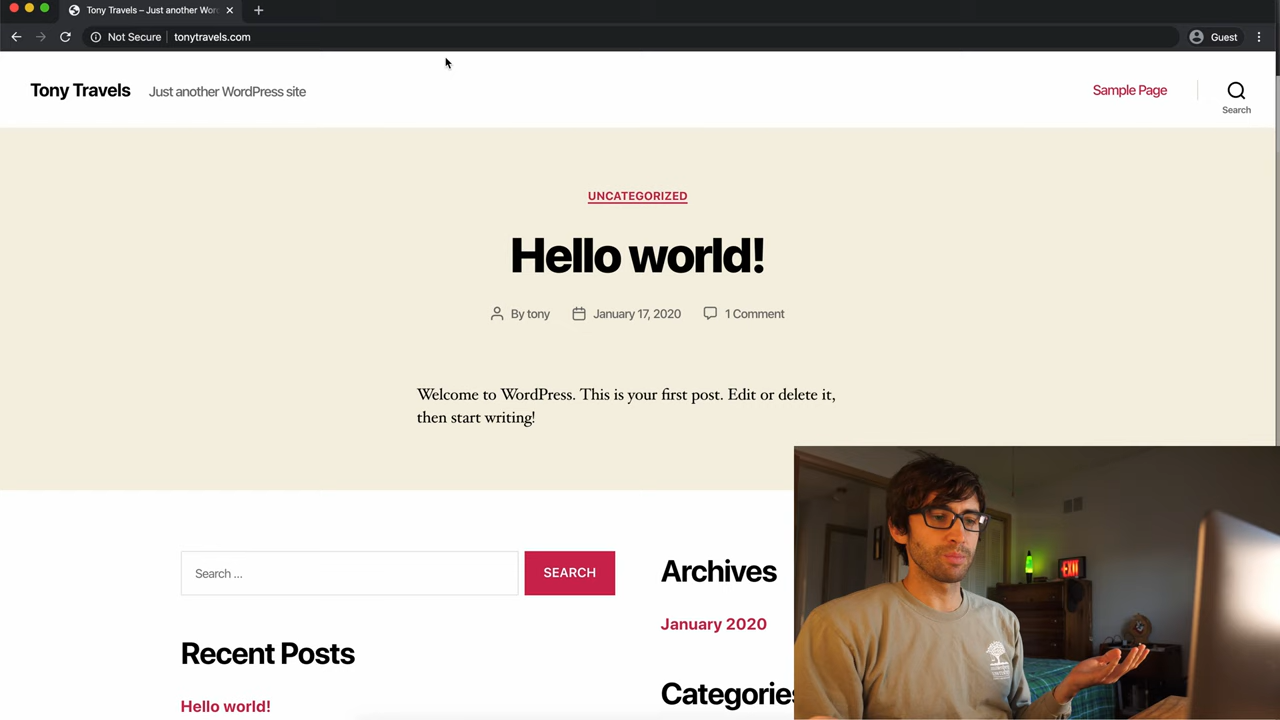 Tony Travels – Just another Wor
Not Secure
tonytravels.com
Guest
Tony Travels
Just another WordPress site
Sample Page
Search
UNCATEGORIZED
Hello world!
By tony
January 17, 2020
1 Comment
Welcome to WordPress. This is your first post. Edit or delete it,
then start writing!
Search …
SEARCH
Archives
January 2020
Recent Posts
Categories
Hello world!
EXIT